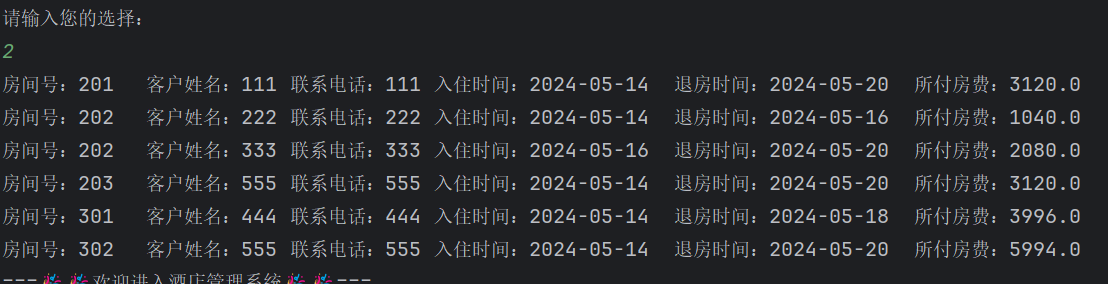 请输入您的选择：
2
房间号：201 客户姓名：111 联系电话：111 入住时间：2024-05-14 退房时间：2024-05-20 所付房费：3120.0
房间号：202 客户姓名：222 联系电话：222 入住时间：2024-05-14 退房时间：2024-05-16 所付房费：1040.0
房间号：202 客户姓名：333 联系电话：333 入住时间：2024-05-16 退房时间：2024-05-20 所付房费：2080.0
房间号：203 客户姓名：555 联系电话：555 入住时间：2024-05-14 退房时间：2024-05-20 所付房费：3120.0
房间号：301 客户姓名：444 联系电话：444 入住时间：2024-05-14 退房时间：2024-05-18 所付房费：3996.0
房间号：302 客户姓名：555 联系电话：555 入住时间：2024-05-14 退房时间：2024-05-20 所付房费：5994.0
---🎉🎉欢迎进入酒店管理系统🎉🎉---